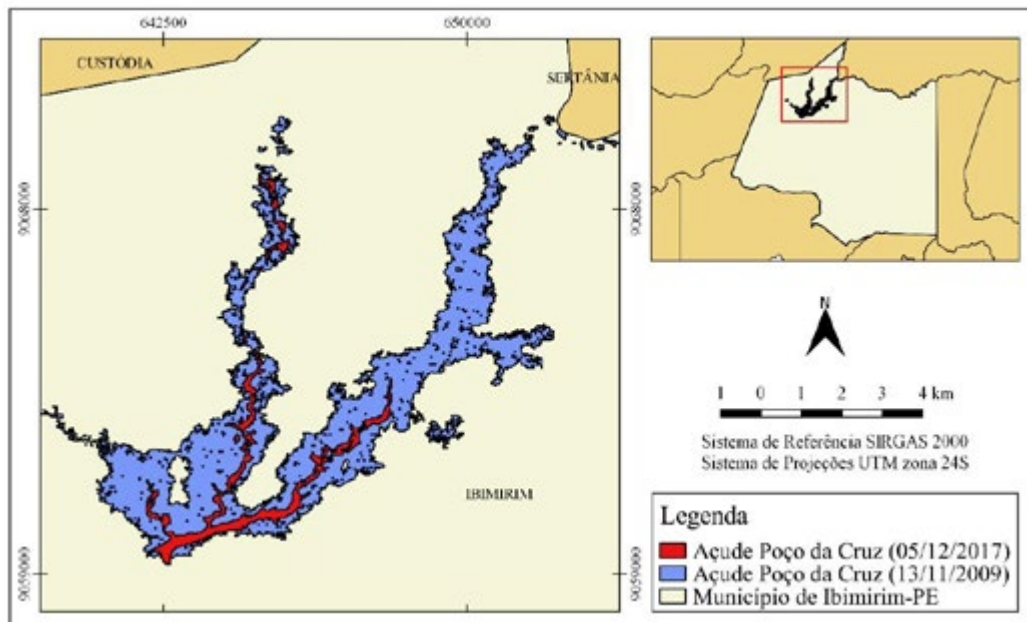 642500
650000
CUSTÓDIA
SERTÂNIA
9068000
9068000
N
1 0 1 2 3 4 km
Sistema de Referência SIRGAS 2000
Sistema de Projeções UTM zona 24S
IBIMIRIM
Legenda
Açude Poço da Cruz (05/12/2017)
Açude Poço da Cruz (13/11/2009)
Município de Ibimirim-PE
9059000
9059000